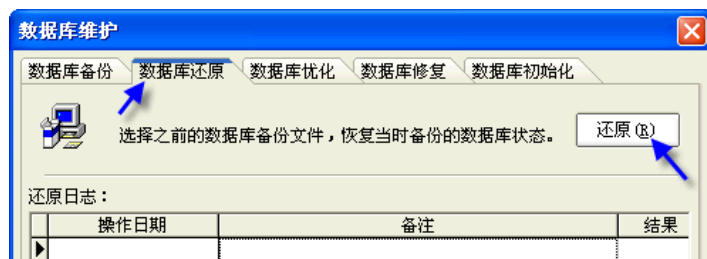 数据库维护
数据库备份 数据库还原 数据库优化 数据库修复 数据库初始化
选择之前的数据库备份文件，恢复当时备份的数据库状态。 还原(R)
还原日志：
操作日期 备注 结果